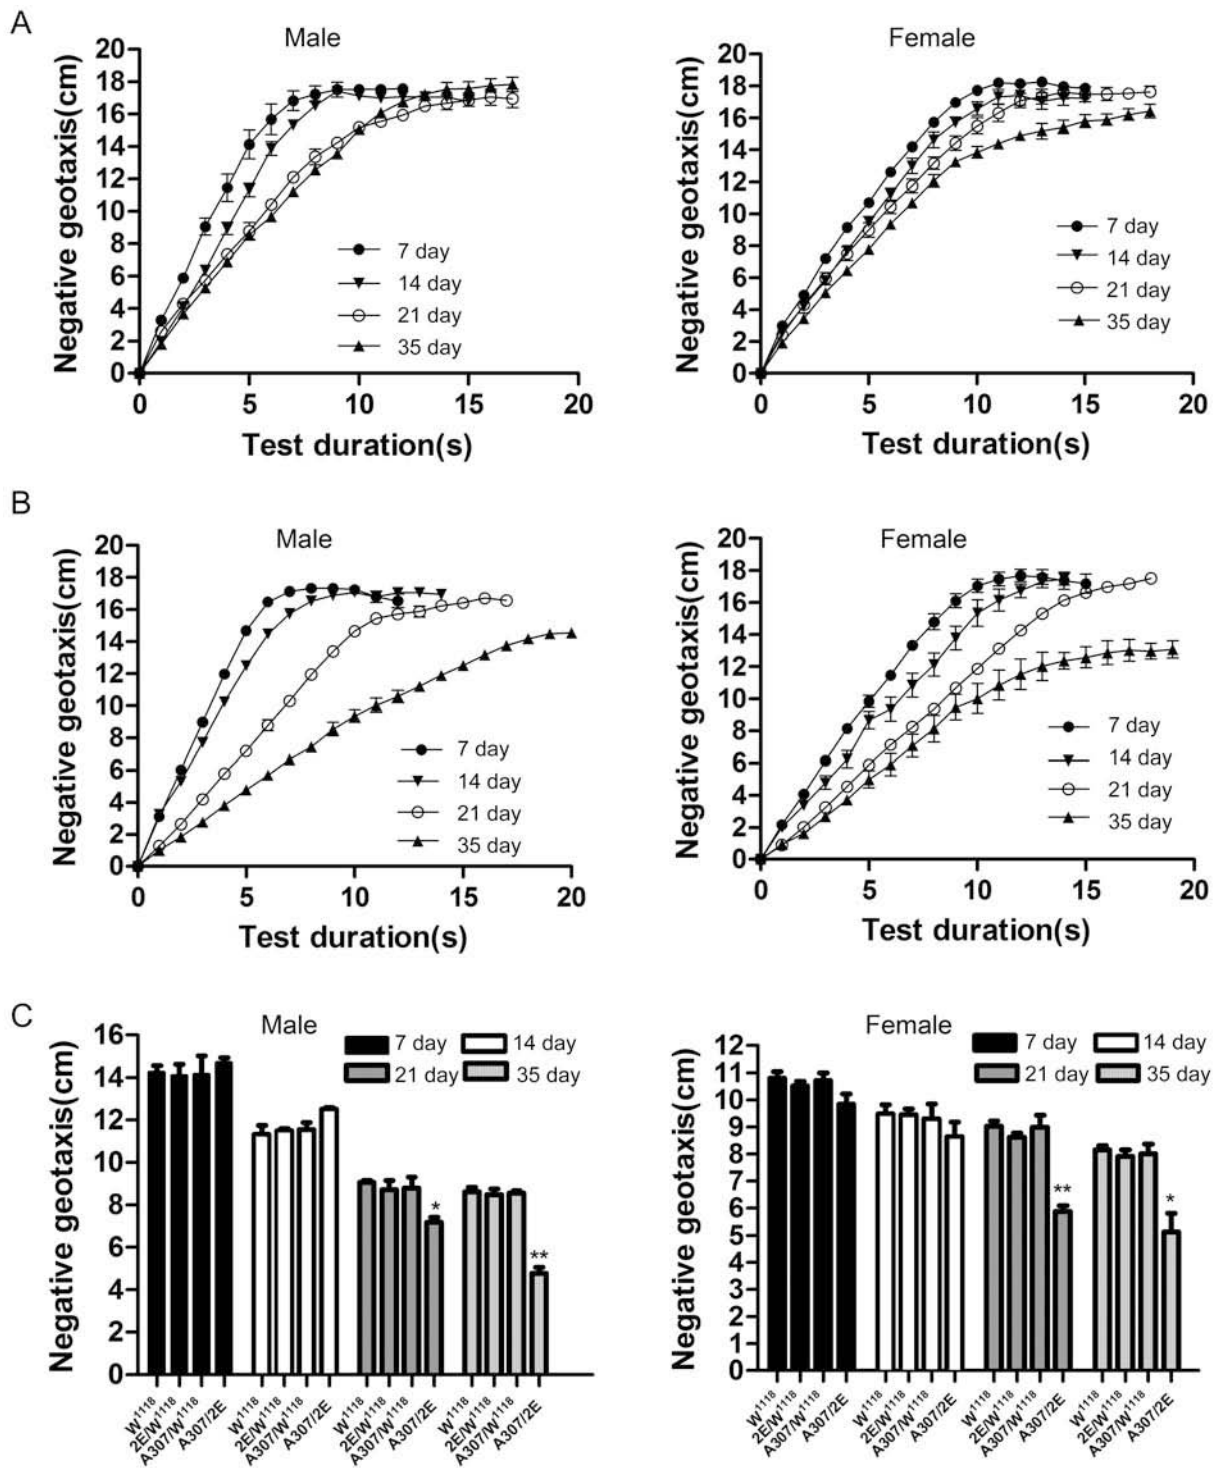 A
Male
Negative geotaxis(cm)
20
18
16
14
12
10
8
6
4
2
0
7 day
14 day
21 day
35 day
0 5 10 15 20
Test duration(s)
Female
Negative geotaxis(cm)
20
18
16
14
12
10
8
6
4
2
0
7 day
14 day
21 day
35 day
0 5 10 15 20
Test duration(s)
B
Male
Negative geotaxis(cm)
20
18
16
14
12
10
8
6
4
2
0
7 day
14 day
21 day
35 day
0 5 10 15 20
Test duration(s)
Female
Negative geotaxis(cm)
20
18
16
14
12
10
8
6
4
2
0
7 day
14 day
21 day
35 day
0 5 10 15 20
Test duration(s)
C
Male
7 day 14 day
21 day 35 day
Negative geotaxis(cm)
16
14
12
10
8
6
4
2
0
*
**
W¹¹¹⁸
2E/W¹¹¹⁸
A307/W¹¹¹⁸
A307/2E
W¹¹¹⁸
2E/W¹¹¹⁸
A307/W¹¹¹⁸
A307/2E
W¹¹¹⁸
2E/W¹¹¹⁸
A307/W¹¹¹⁸
A307/2E
W¹¹¹⁸
2E/W¹¹¹⁸
A307/W¹¹¹⁸
A307/2E
Female
7 day 14 day
21 day 35 day
Negative geotaxis(cm)
12
11
10
9
8
7
6
5
4
3
2
1
0
**
*
W¹¹¹⁸
2E/W¹¹¹⁸
A307/W¹¹¹⁸
A307/2E
W¹¹¹⁸
2E/W¹¹¹⁸
A307/W¹¹¹⁸
A307/2E
W¹¹¹⁸
2E/W¹¹¹⁸
A307/W¹¹¹⁸
A307/2E
W¹¹¹⁸
2E/W¹¹¹⁸
A307/W¹¹¹⁸
A307/2E